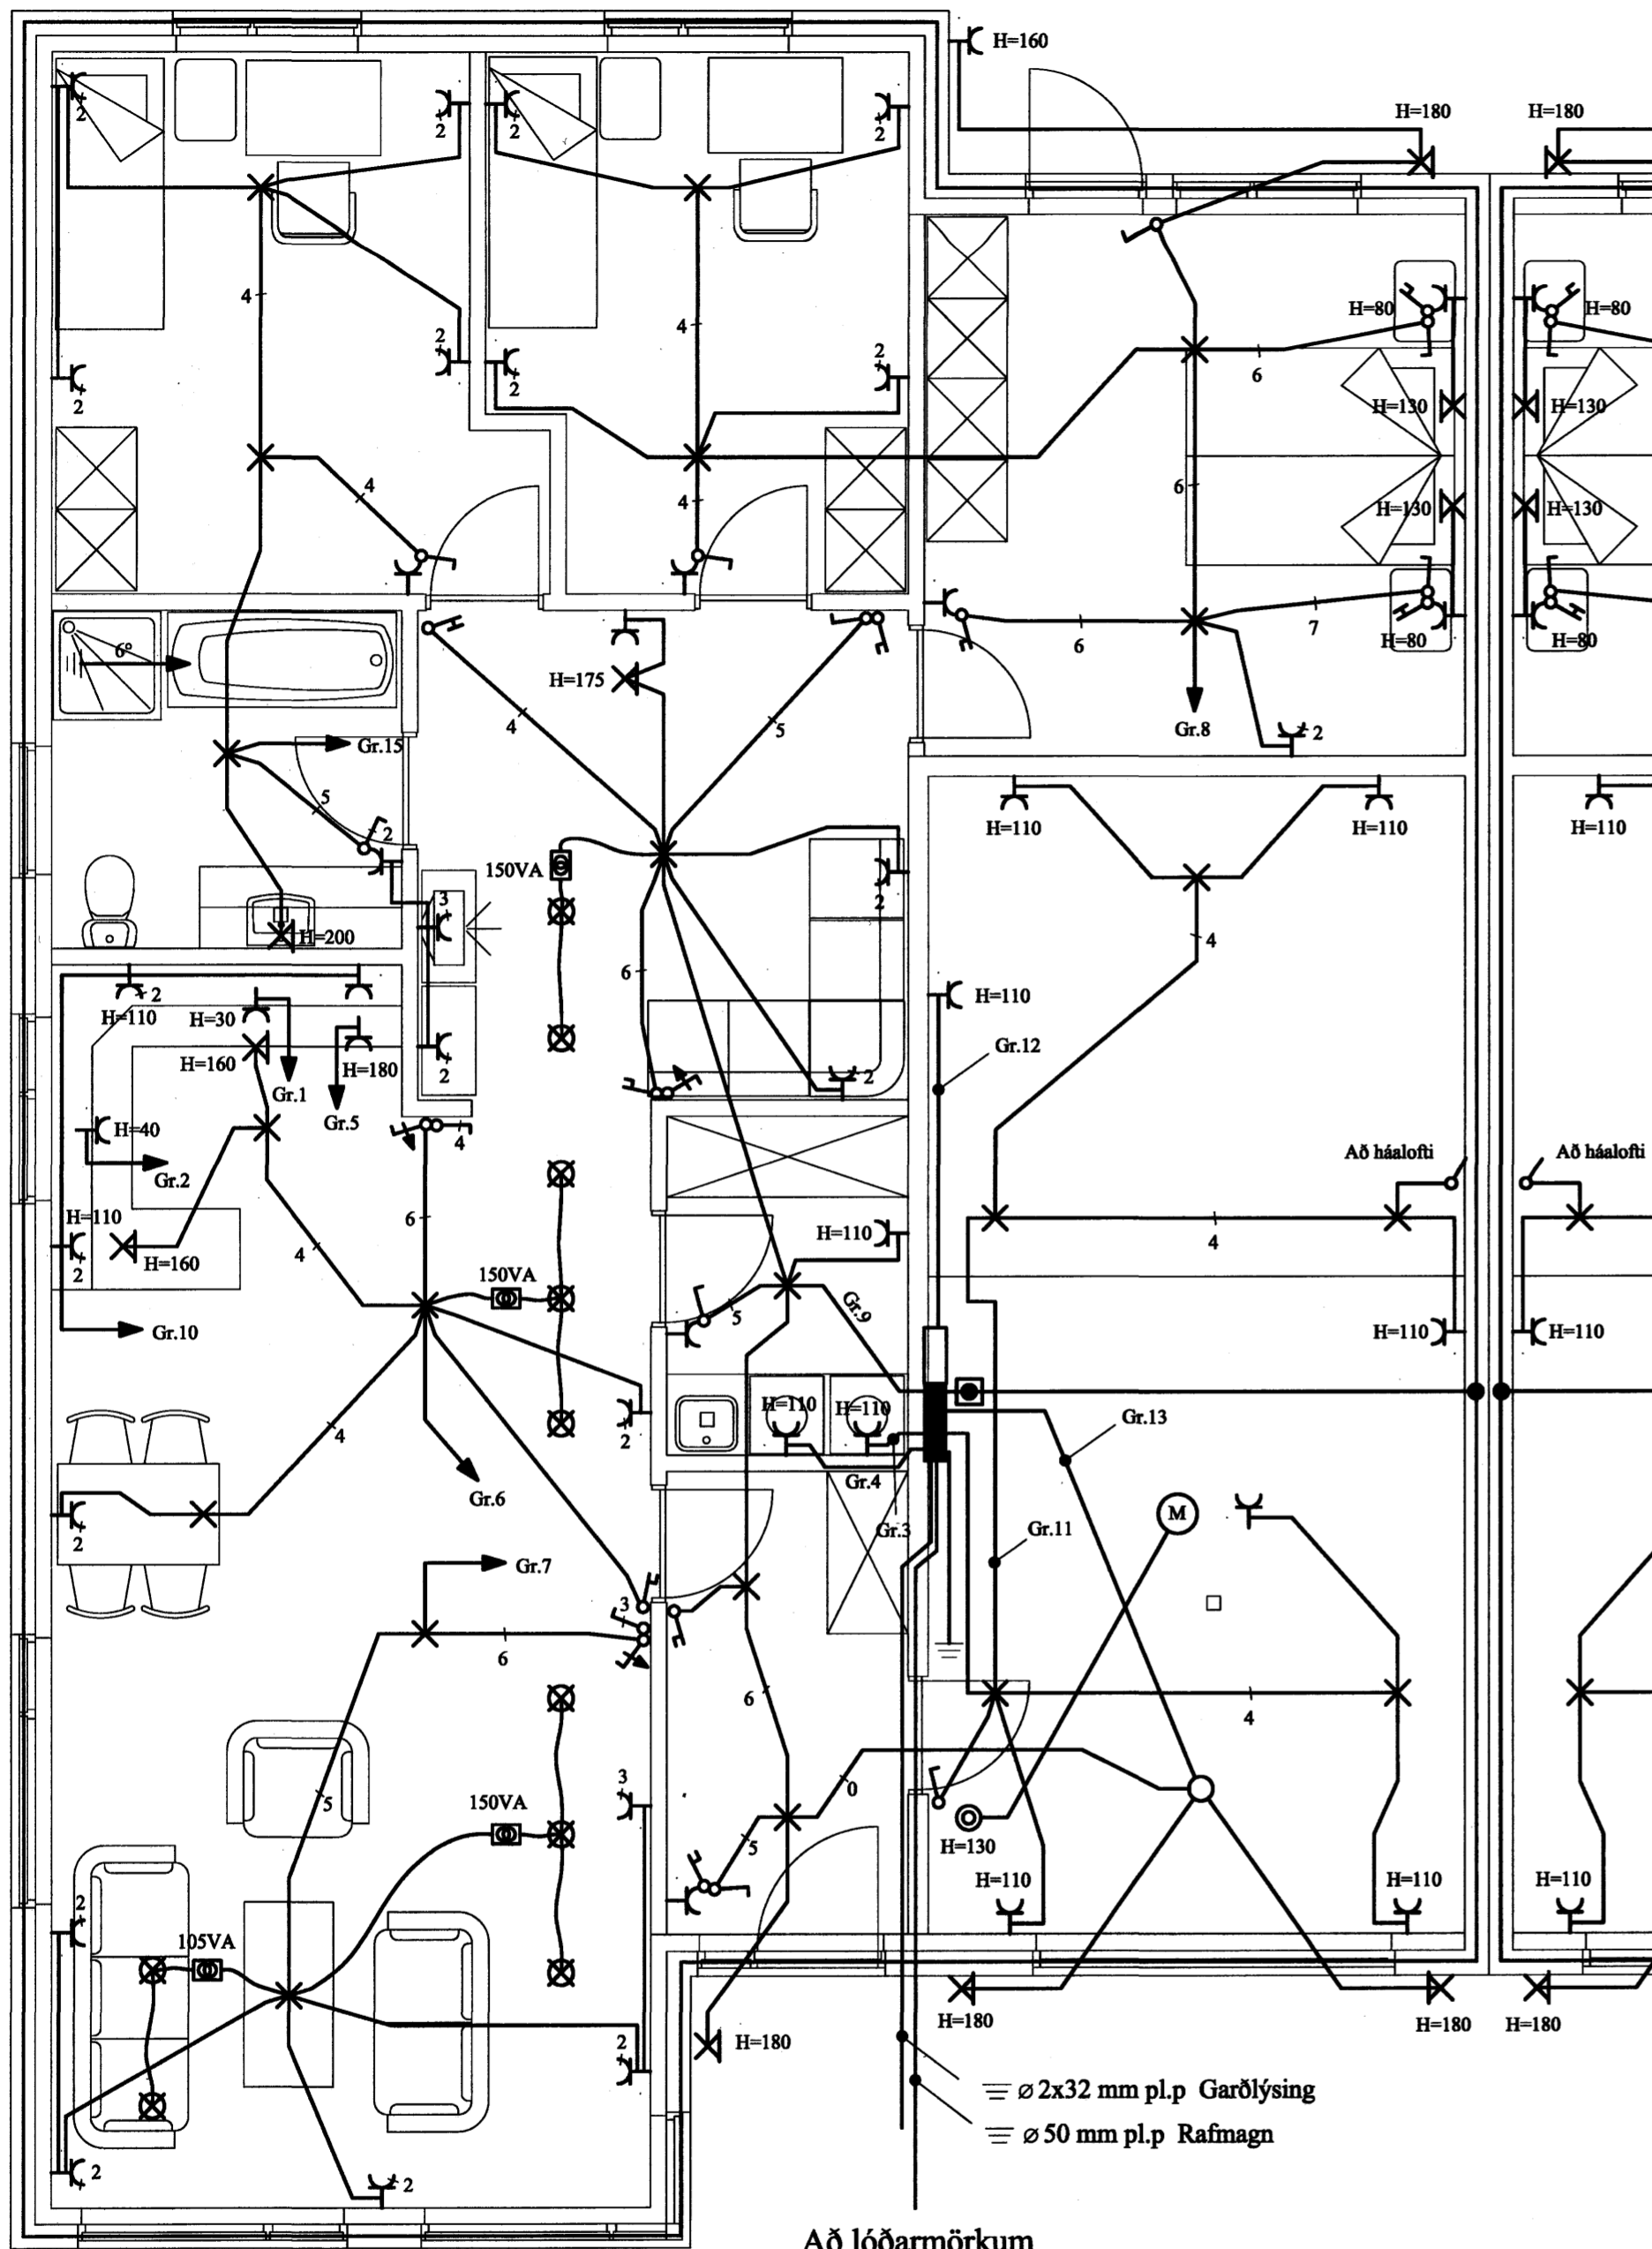 H=160
H=180
H=180
2
2
2
2
4
4
H=80
H=80
2
2
2
2
2
6
H=130
H=130
4
4
6
H=130
H=130
6°
H=175
4
5
6
7
H=80
H=80
Gr.8
2
Gr.15
5
2
150VA
H=110
H=110
H=110
2
3
H=200
4
6
2
H=110
H=30
H=110
H=160
H=180
Gr.12
2
2
Gr.1
Gr.5
H=40
4
Gr.2
Að háalofti
Að háalofti
H=110
6
H=110
4
2
H=160
4
150VA
Gr.9
5
Gr.10
H=110
H=110
H=110
H=110
Gr.13
4
2
Gr.4
Gr.6
M
2
Gr.3
Gr.11
Gr.7
3
6
6
4
3
5
0
150VA
5
H=130
H=110
H=110
H=110
2
105VA
H=180
H=180
H=180
2
H=180
ø 2x32 mm pl.p Garðlýsing
ø 50 mm pl.p Rafmagn
2
2
Að lóðarmörkum